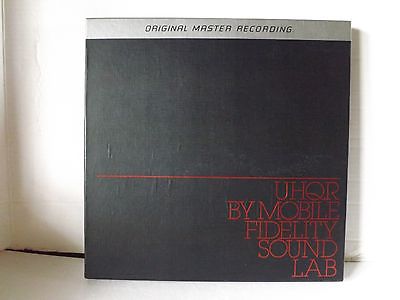 ORIGINAL MASTER RECORDING
UHQR
BY MOBILE
FIDELITY
SOUND
LAB